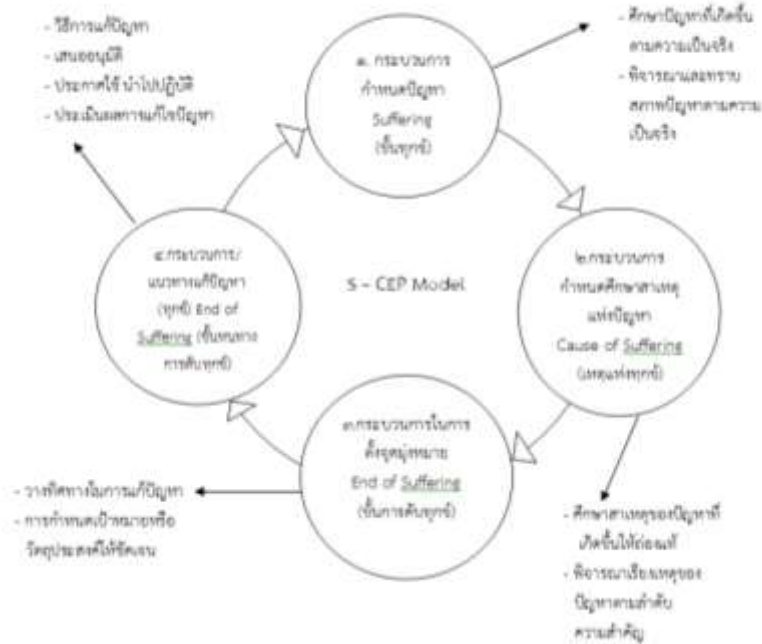 - วิธีการแก้ปัญหา
- เสนออนุมัติ
- ประกาศใช้ นำไปปฏิบัติ
- ประเมินผลการแก้ไขปัญหา
๑. กระบวนการ
กำหนดปัญหา
Suffering
(ขั้นทุกข์)
- ศึกษาปัญหาที่เกิดขึ้น
ตามความเป็นจริง
- พิจารณาและทราบ
สภาพปัญหาตามความ
เป็นจริง
๔.กระบวนการ/
แนวทางแก้ปัญหา
(ทุกข์) End of
Suffering (ขั้นหนทาง
การดับทุกข์)
S – CEP Model
๒.กระบวนการ
กำหนดศึกษาสาเหตุ
แห่งปัญหา
Cause of Suffering
(เหตุแห่งทุกข์)
๓.กระบวนการในการ
ตั้งจุดมุ่งหมาย
End of Suffering
(ขั้นการดับทุกข์)
- วางทิศทางในการแก้ปัญหา
- การกำหนดเป้าหมายหรือ
วัตถุประสงค์ให้ชัดเจน
- ศึกษาสาเหตุของปัญหาที่
เกิดขึ้นให้ถ่องแท้
- พิจารณาเรียงเหตุของ
ปัญหาตามลำดับ
ความสำคัญ